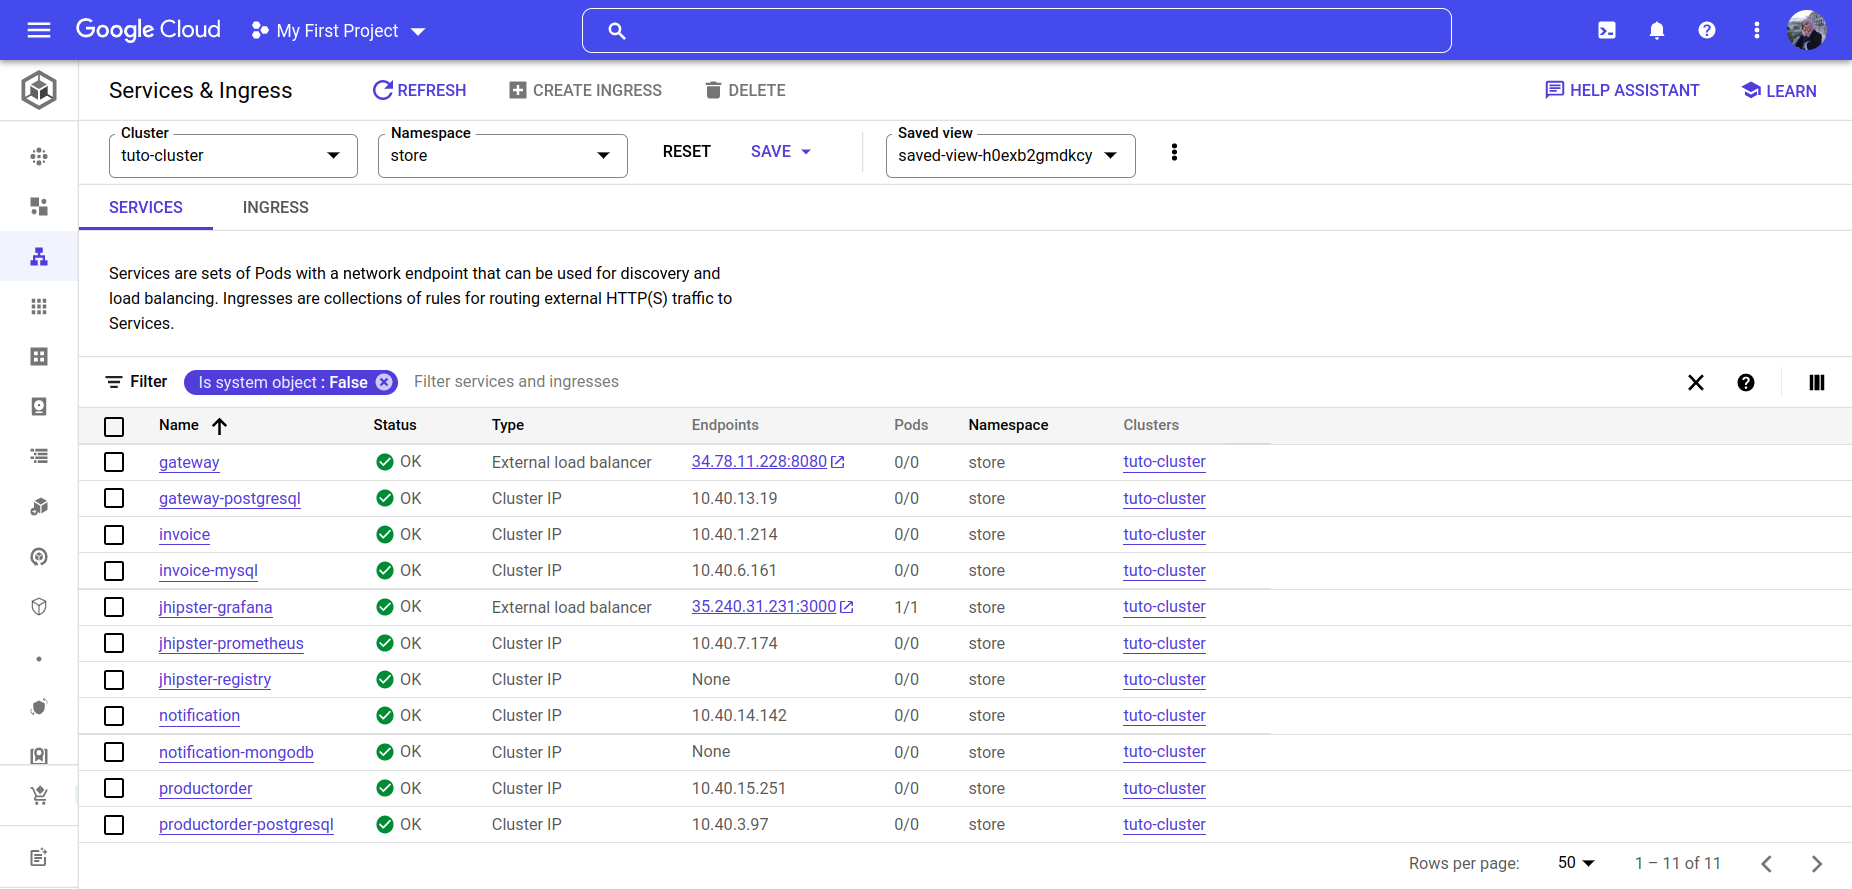 Google Cloud My First Project
Services & Ingress REFRESH CREATE INGRESS DELETE HELP ASSISTANT LEARN
Cluster Namespace Saved view
tuto-cluster store RESET SAVE saved-view-h0exb2gmdkcy
SERVICES INGRESS
Services are sets of Pods with a network endpoint that can be used for discovery and
load balancing. Ingresses are collections of rules for routing external HTTP(S) traffic to
Services.
Filter Is system object : False Filter services and ingresses
Name Status Type Endpoints Pods Namespace Clusters
gateway OK External load balancer 34.78.11.228:8080 0/0 store tuto-cluster
gateway-postgresql OK Cluster IP 10.40.13.19 0/0 store tuto-cluster
invoice OK Cluster IP 10.40.1.214 0/0 store tuto-cluster
invoice-mysql OK Cluster IP 10.40.6.161 0/0 store tuto-cluster
jhipster-grafana OK External load balancer 35.240.31.231:3000 1/1 store tuto-cluster
jhipster-prometheus OK Cluster IP 10.40.7.174 0/0 store tuto-cluster
jhipster-registry OK Cluster IP None 0/0 store tuto-cluster
notification OK Cluster IP 10.40.14.142 0/0 store tuto-cluster
notification-mongodb OK Cluster IP None 0/0 store tuto-cluster
productorder OK Cluster IP 10.40.15.251 0/0 store tuto-cluster
productorder-postgresql OK Cluster IP 10.40.3.97 0/0 store tuto-cluster
Rows per page: 50 1 – 11 of 11